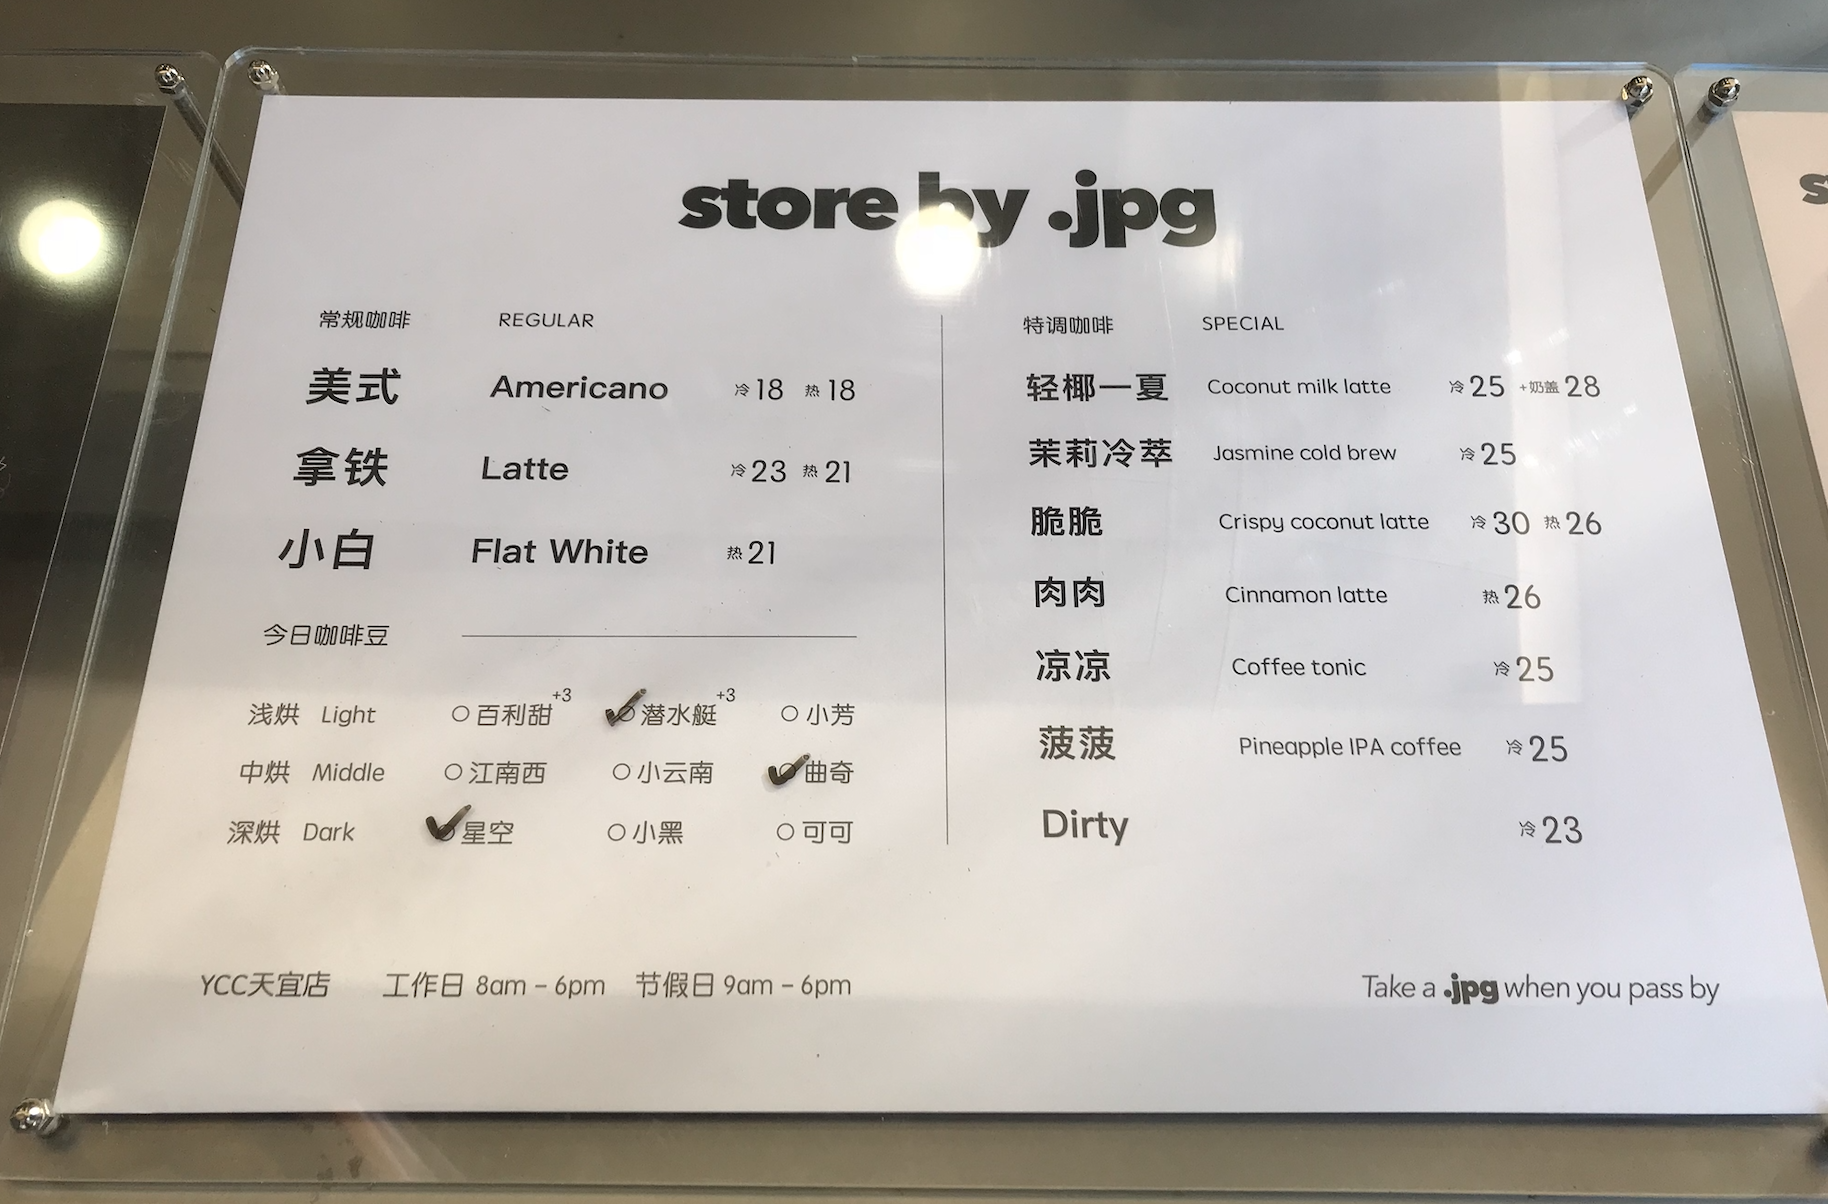 store by .jpg
常规咖啡 REGULAR
美式 Americano 冷18 热18
拿铁 Latte 冷23 热21
小白 Flat White 热21
今日咖啡豆
浅烘 Light 百利甜+3 潜水艇+3 小芳
中烘 Middle 江南西 小云南 曲奇
深烘 Dark 星空 小黑 可可
特调咖啡 SPECIAL
轻椰一夏 Coconut milk latte 冷25 +奶盖28
茉莉冷萃 Jasmine cold brew 冷25
脆脆 Crispy coconut latte 冷30 热26
肉肉 Cinnamon latte 热26
凉凉 Coffee tonic 冷25
菠菠 Pineapple IPA coffee 冷25
Dirty 冷23
YCC天宜店 工作日 8am – 6pm 节假日 9am – 6pm
Take a .jpg when you pass by